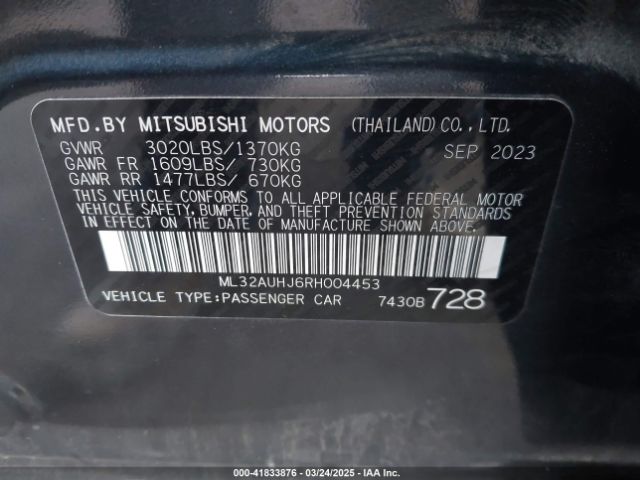 MFD.BY MITSUBISHI MOTORS (THAILAND)CO.,LTD.
GVWR 3020LBS/1370KG SEP 2023
GAWR FR 1609LBS/ 730KG
GAWR RR 1477LBS/ 670KG
THIS VEHICLE CONFORMS TO ALL APPLICABLE FEDERAL MOTOR
VEHICLE SAFETY, BUMPER, AND THEFT PREVENTION STANDARDS
IN EFFECT ON THE DATE OF MANUFACTURE SHOWN ABOVE.
ML32AUHJ6RH004453
VEHICLE TYPE:PASSENGER CAR 7430B 728
000-41833876 - 03/24/2025 - IAA Inc.